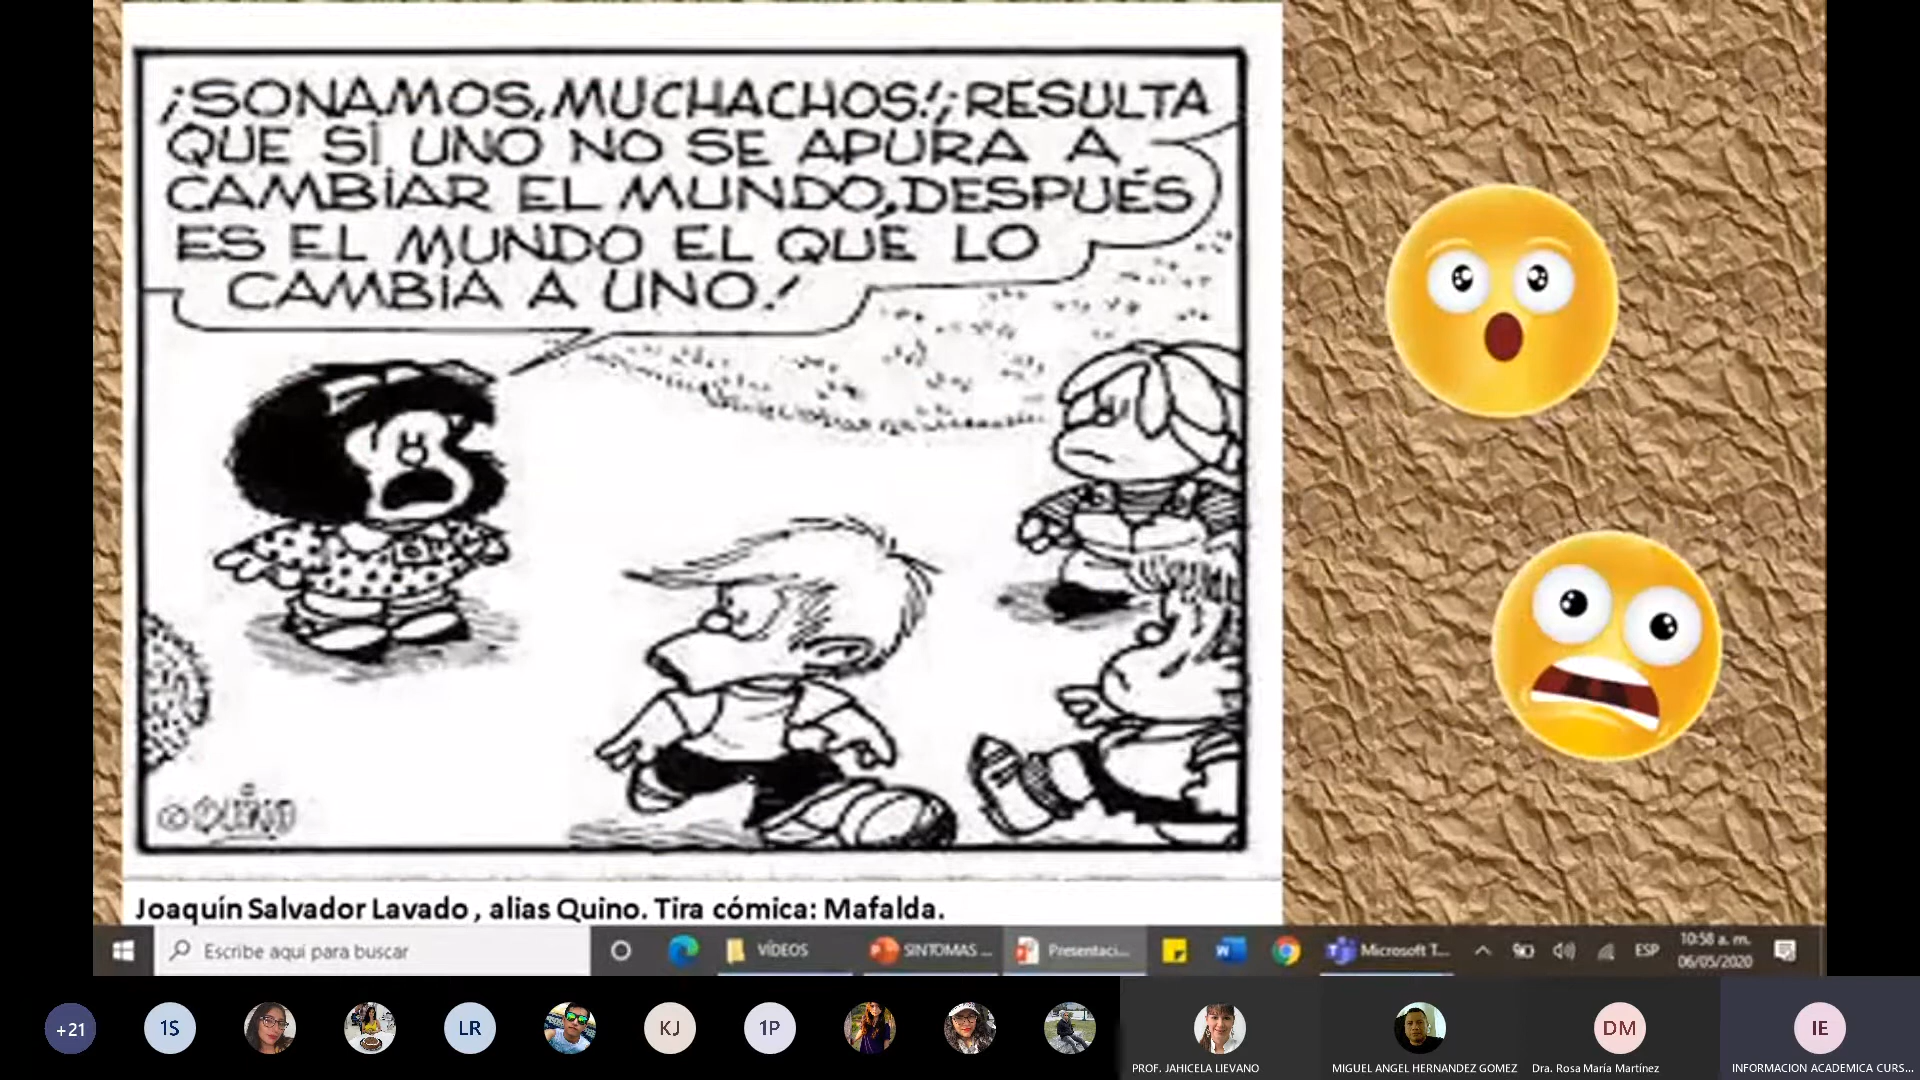 ¡SONAMOS, MUCHACHOS!¡RESULTA
QUE SI UNO NO SE APURA A
CAMBIAR EL MUNDO, DESPUÉS
ES EL MUNDO EL QUE LO
CAMBIA A UNO!
© QUINO
Joaquín Salvador Lavado , alias Quino. Tira cómica: Mafalda.
Escribe aquí para buscar
VÍDEOS
SINTOMAS ...
Presentaci...
Microsoft T...
ESP
10:58 a. m.
06/05/2020
+21
1S
LR
KJ
1P
DM
IE
PROF. JAHICELA LIEVANO
MIGUEL ANGEL HERNANDEZ GOMEZ
Dra. Rosa María Martínez
INFORMACION ACADEMICA CURS...